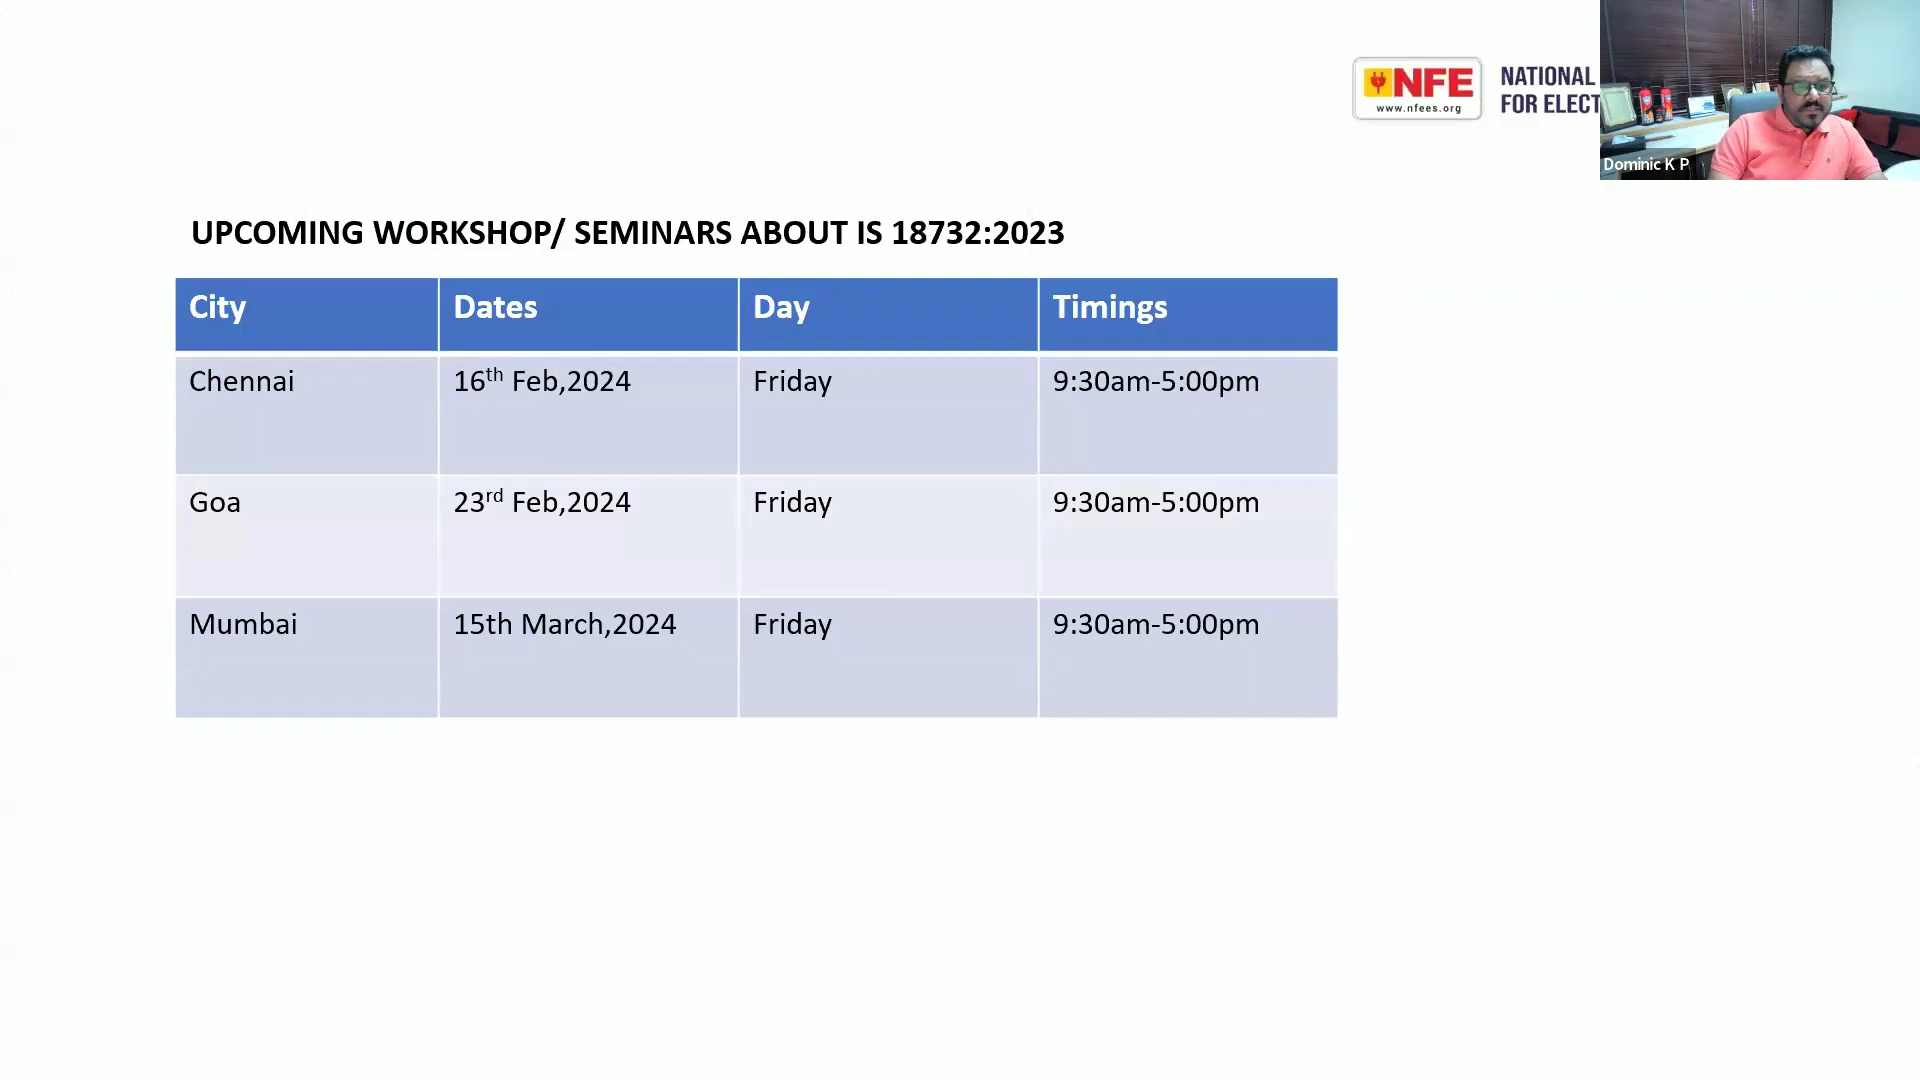 NFE
www.nfees.org
NATIONAL
FOR ELECT
Dominic K P
UPCOMING WORKSHOP/ SEMINARS ABOUT IS 18732:2023
City Dates Day Timings
Chennai 16th Feb,2024 Friday 9:30am-5:00pm
Goa 23rd Feb,2024 Friday 9:30am-5:00pm
Mumbai 15th March,2024 Friday 9:30am-5:00pm